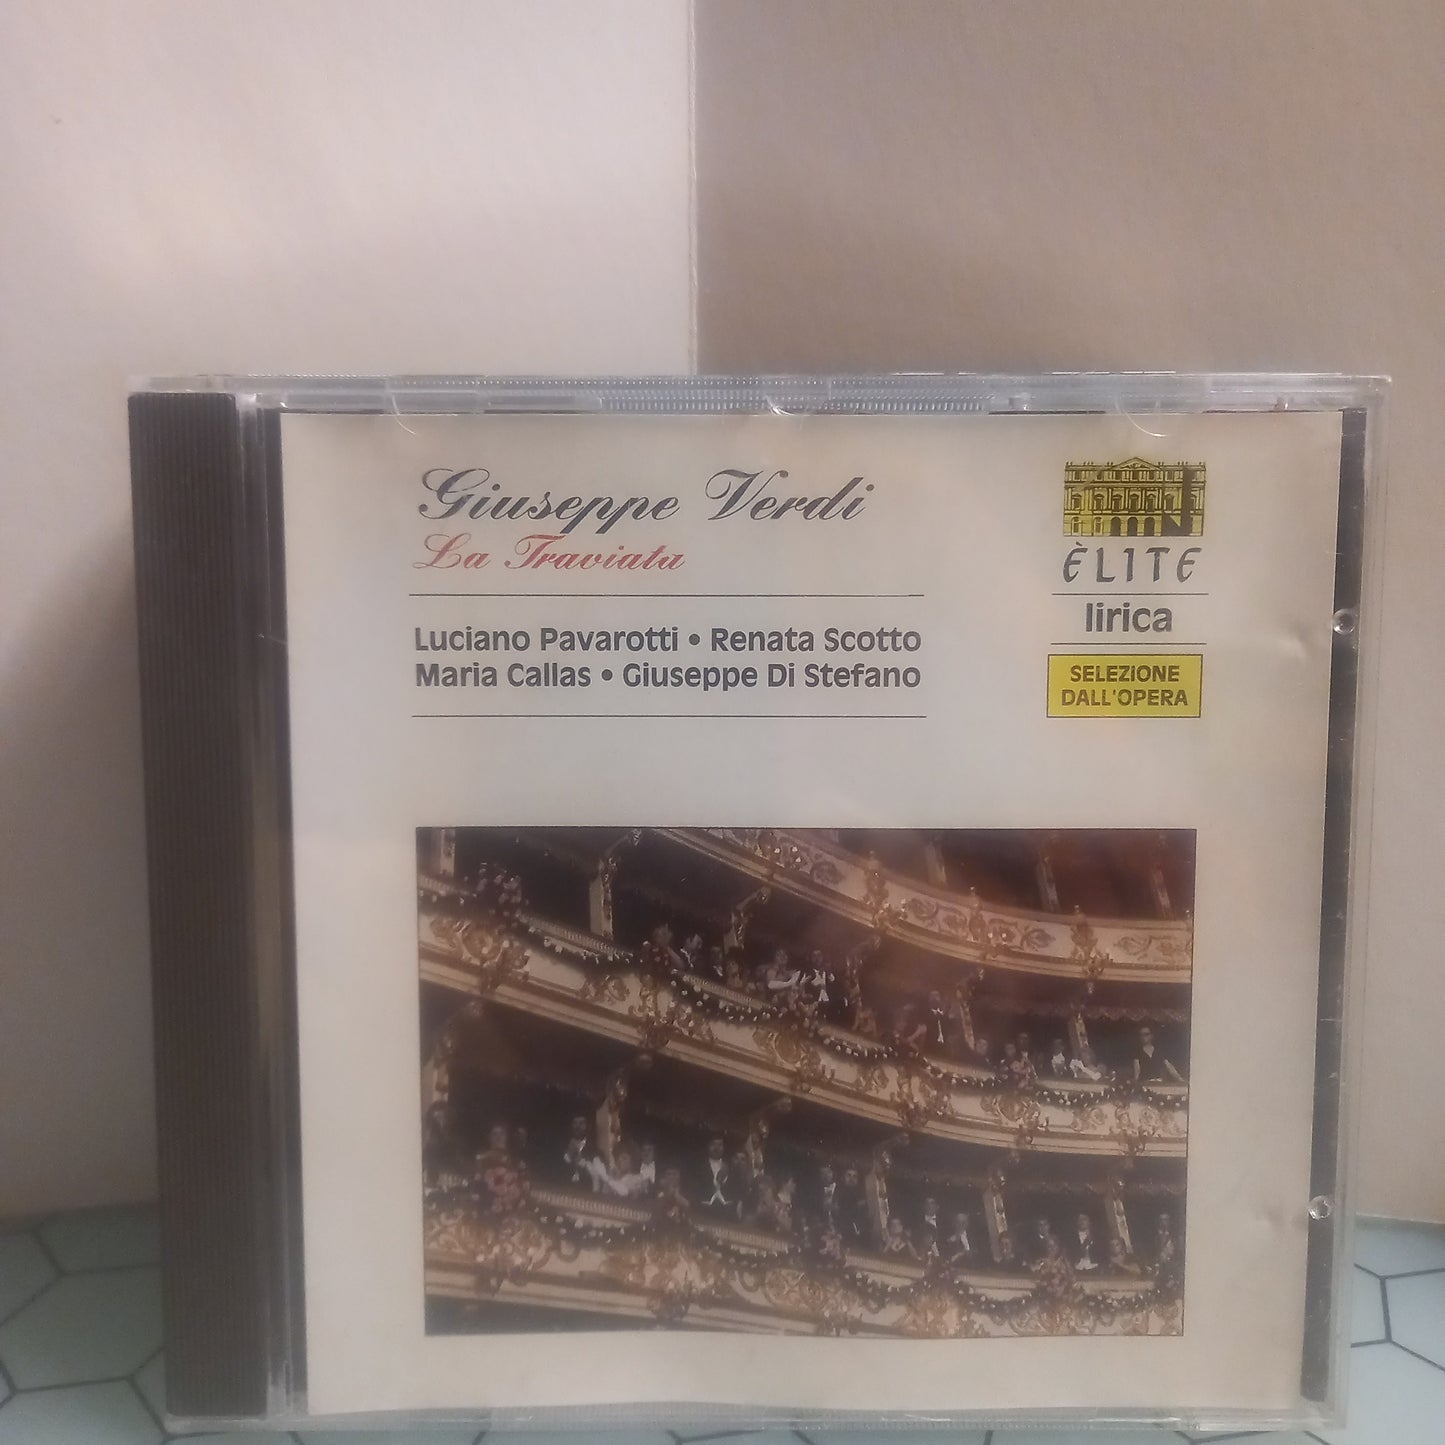 Giuseppe Verdi
La Traviata
Luciano Pavarotti • Renata Scotto
Maria Callas • Giuseppe Di Stefano
ÈLITE
lirica
SELEZIONE
DALL'OPERA